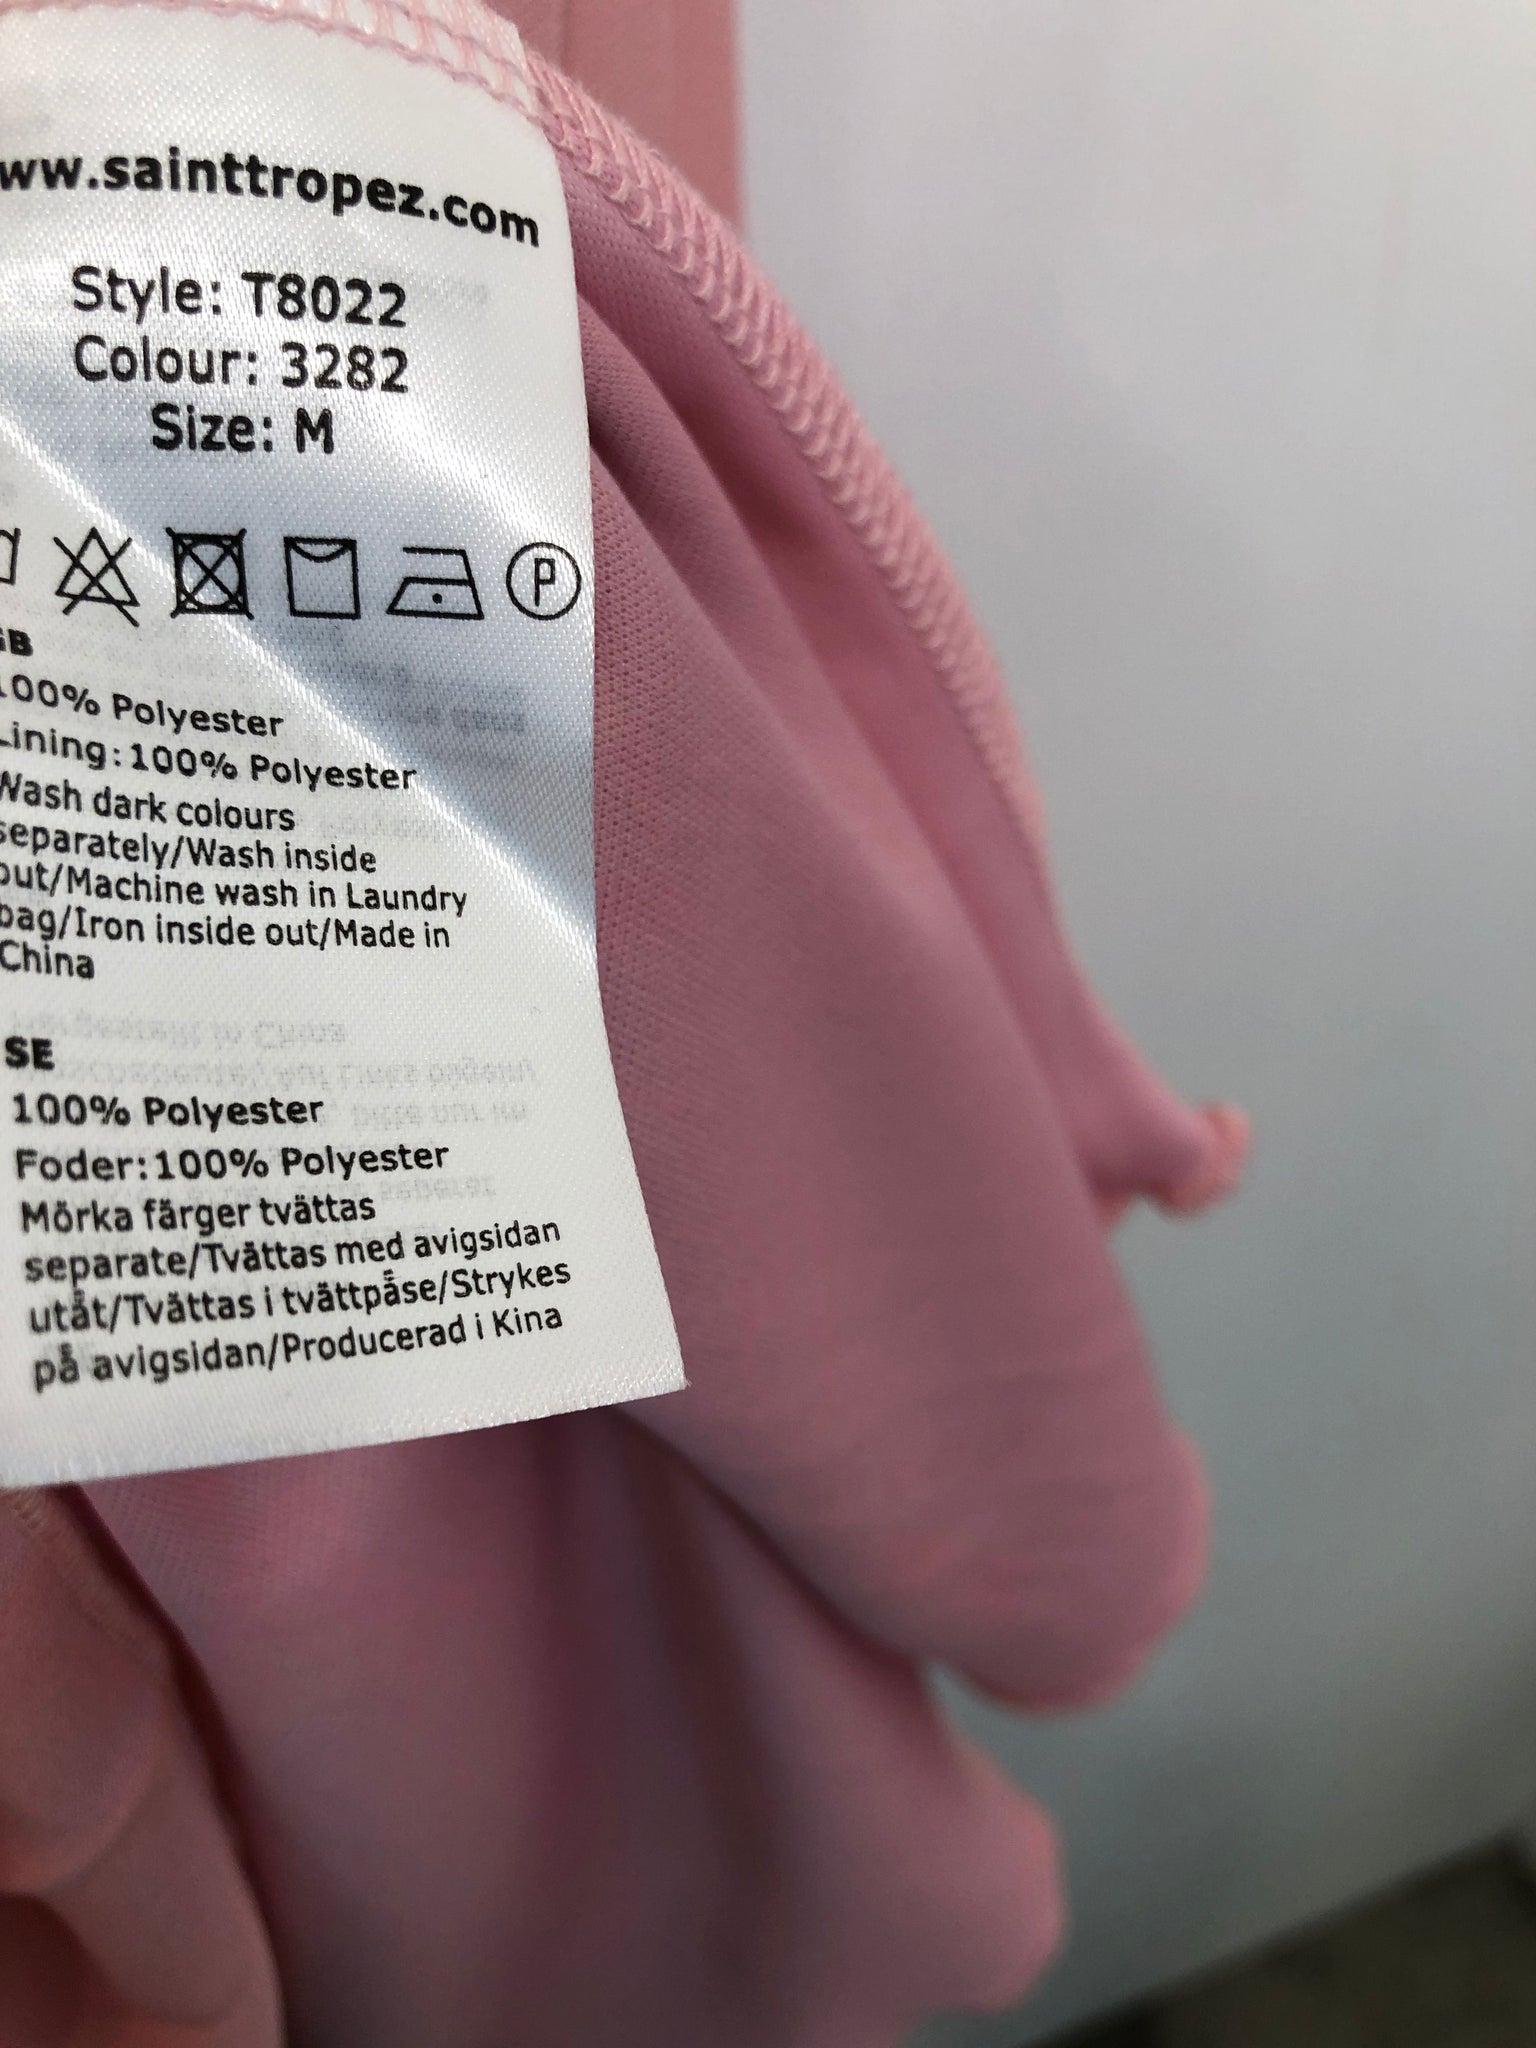 www.sainttropez.com
Style: T8022
Colour: 3282
Size: M
P
GB
100% Polyester
Lining:100% Polyester
Wash dark colours
separately/Wash inside
out/Machine wash in Laundry
bag/Iron inside out/Made in
China
SE
100% Polyester
Foder:100% Polyester
Mörka färger tvättas
separate/Tvättas med avigsidan
utåt/Tvättas i tvättpåse/Strykes
på avigsidan/Producerad i Kina